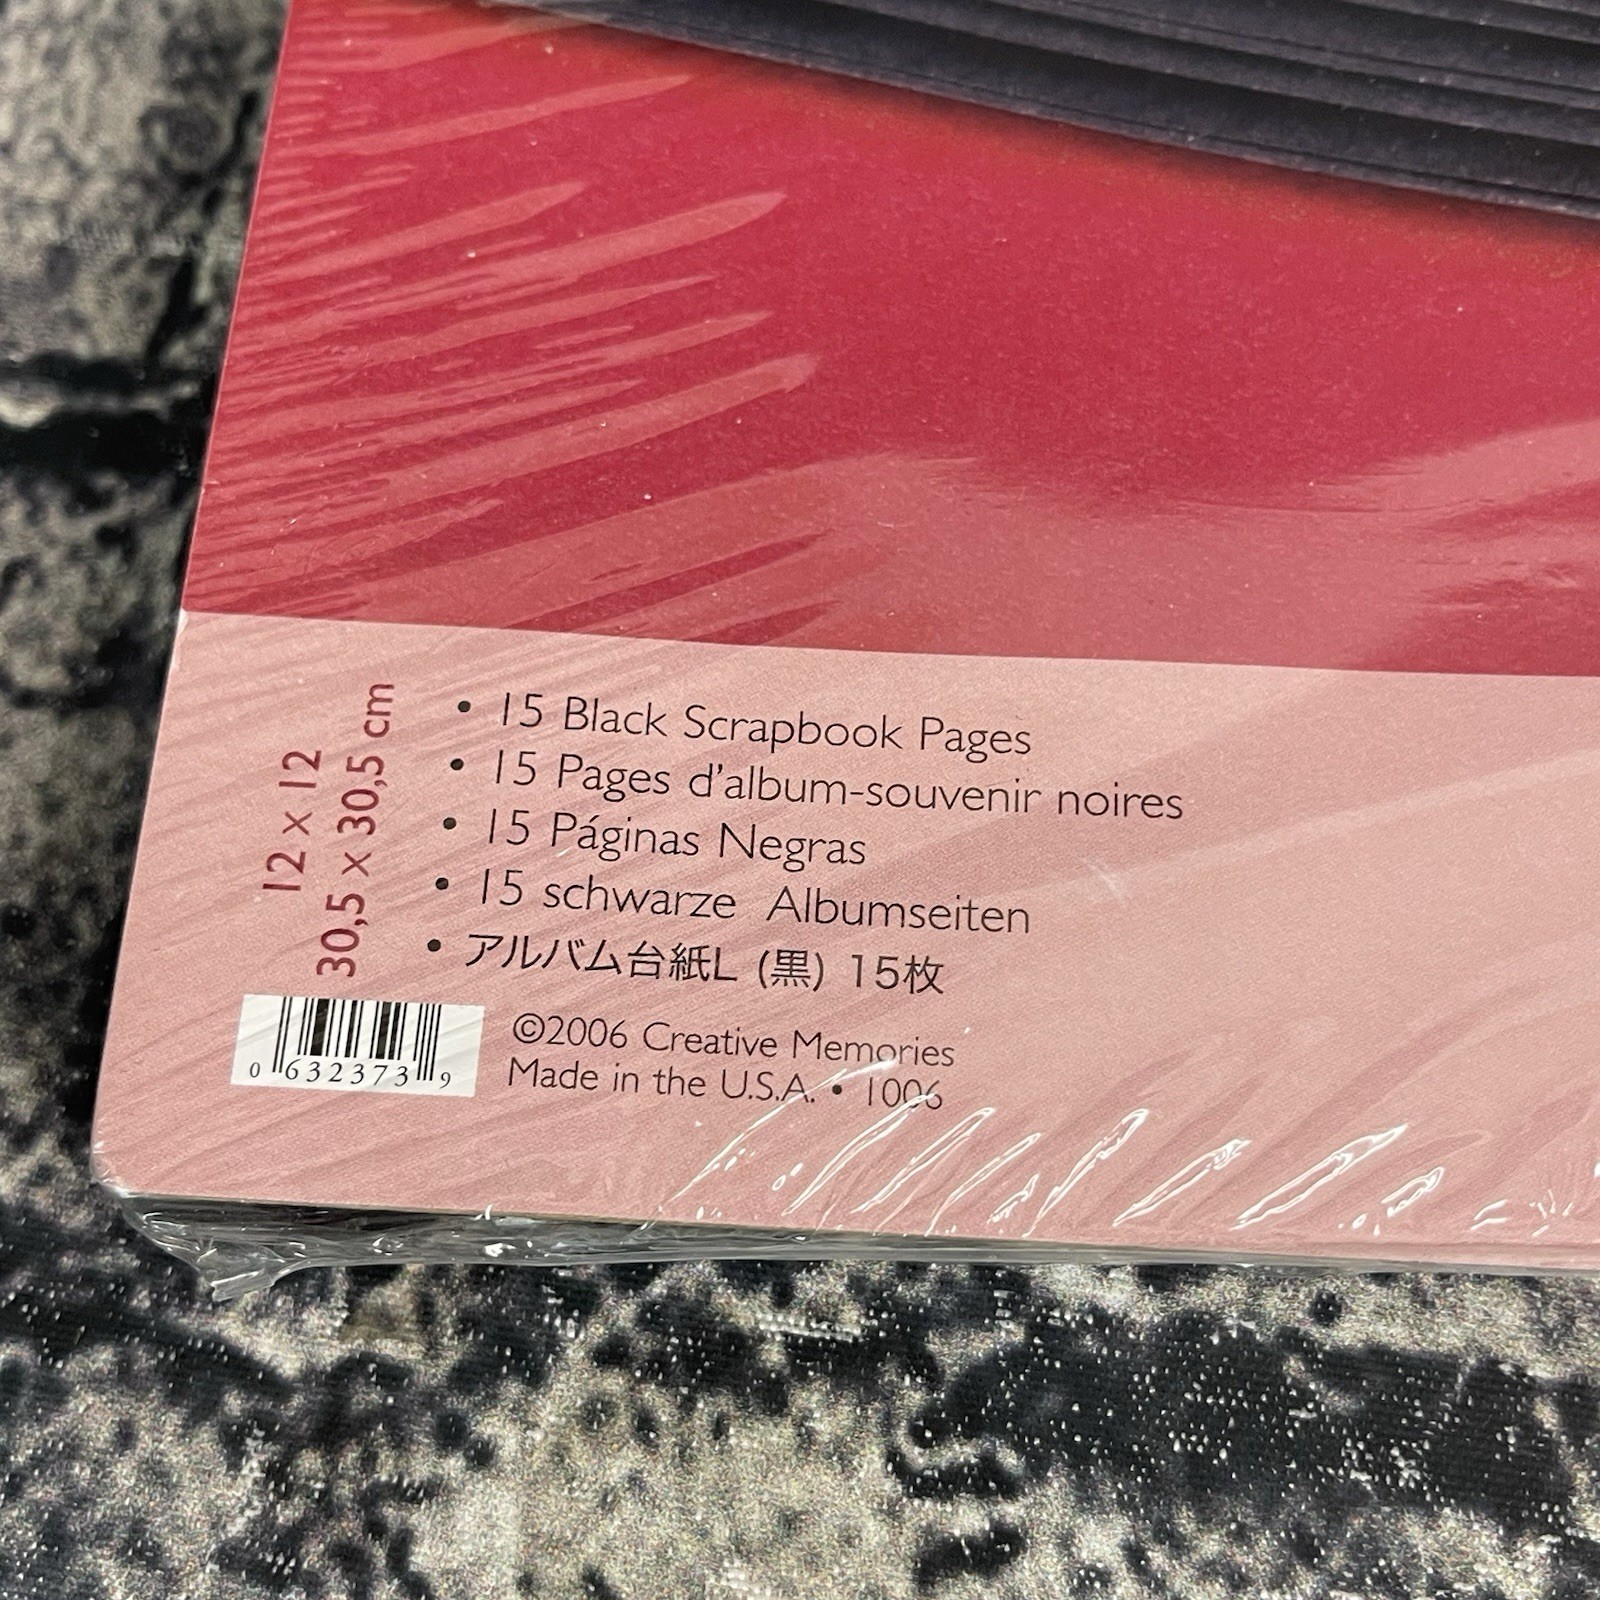 12 x 12
30,5 x 30,5 cm
• 15 Black Scrapbook Pages
• 15 Pages d'album-souvenir noires
• 15 Páginas Negras
• 15 schwarze Albumseiten
• アルバム台紙L (黒) 15枚
©2006 Creative Memories
Made in the U.S.A. • 1006
0 632373 9